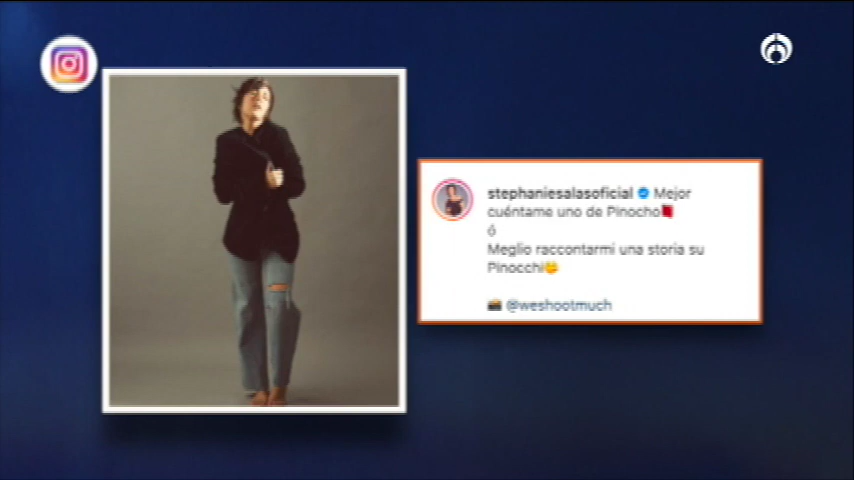 stephaniesalasoficial Mejor
cuéntame uno de Pinocho
ó
Meglio raccontarmi una storia su
Pinocchi
@weshootmuch